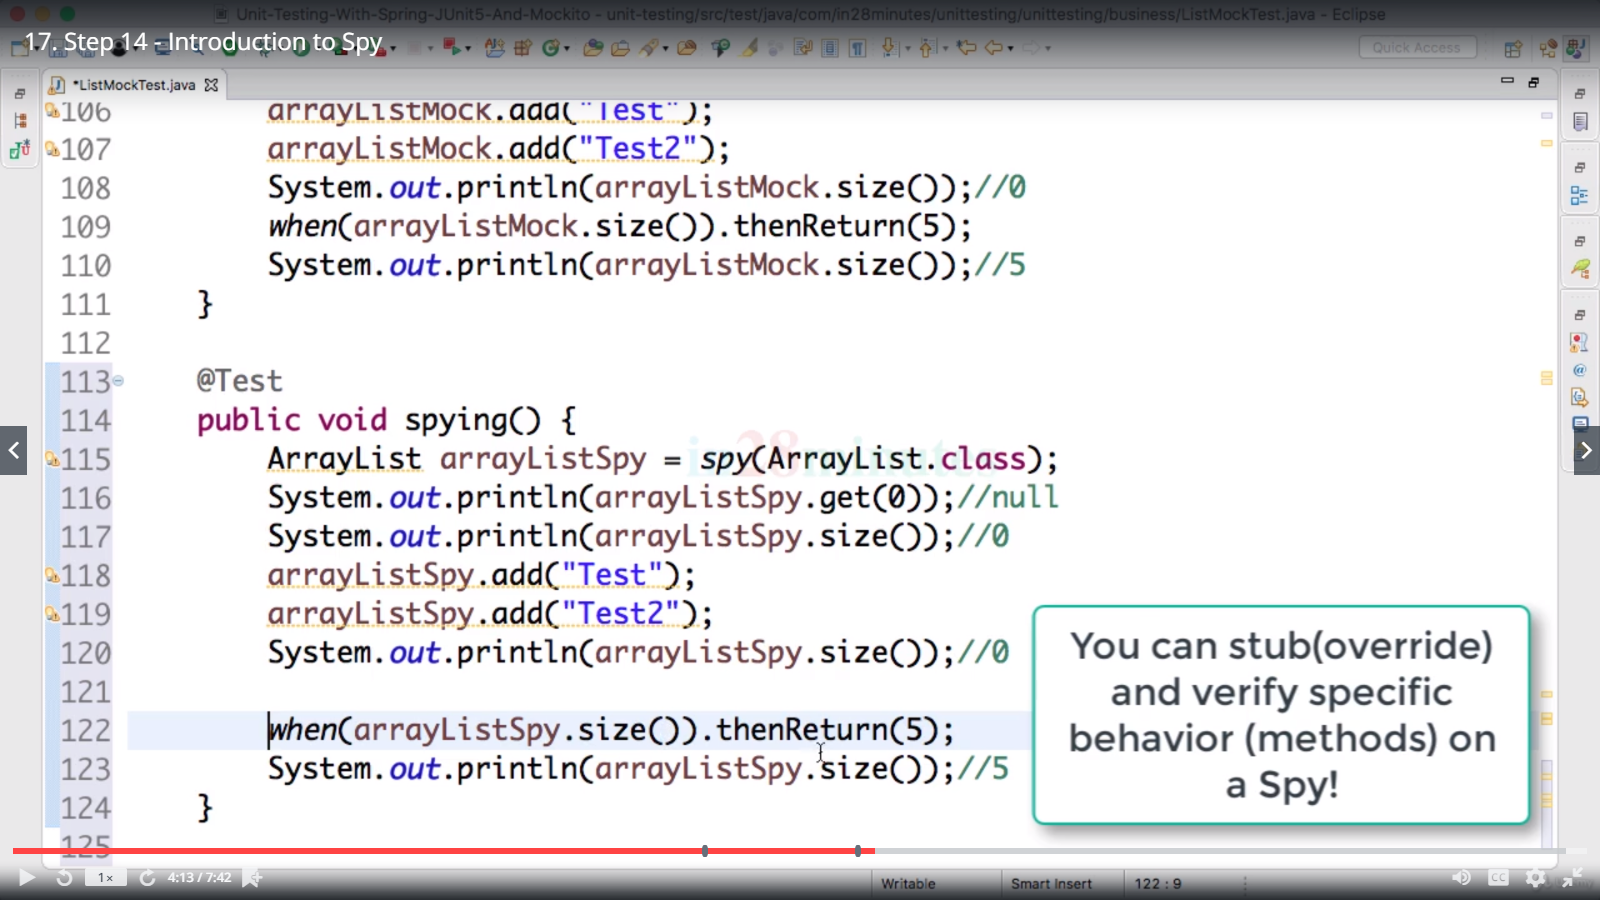 Unit-Testing-With-Spring-JUnit5-And-Mockito - unit-testing/src/test/java/com/in28minutes/unittesting/unittesting/business/ListMockTest.java - Eclipse
17. Step 14 - Introduction to Spy
Quick Access
*ListMockTest.java
106 arrayListMock.add("Test");
107 arrayListMock.add("Test2");
108 System.out.println(arrayListMock.size());//0
109 when(arrayListMock.size()).thenReturn(5);
110 System.out.println(arrayListMock.size());//5
111 }
112
113 @Test
114 public void spying() {
115 ArrayList arrayListSpy = spy(ArrayList.class);
116 System.out.println(arrayListSpy.get(0));//null
117 System.out.println(arrayListSpy.size());//0
118 arrayListSpy.add("Test");
119 arrayListSpy.add("Test2");
120 System.out.println(arrayListSpy.size());//0
121
122 when(arrayListSpy.size()).thenReturn(5);
123 System.out.println(arrayListSpy.size());//5
124 }
125
You can stub(override)
and verify specific
behavior (methods) on
a Spy!
1x
4:13 / 7:42
Writable
Smart Insert
122 : 9
CC